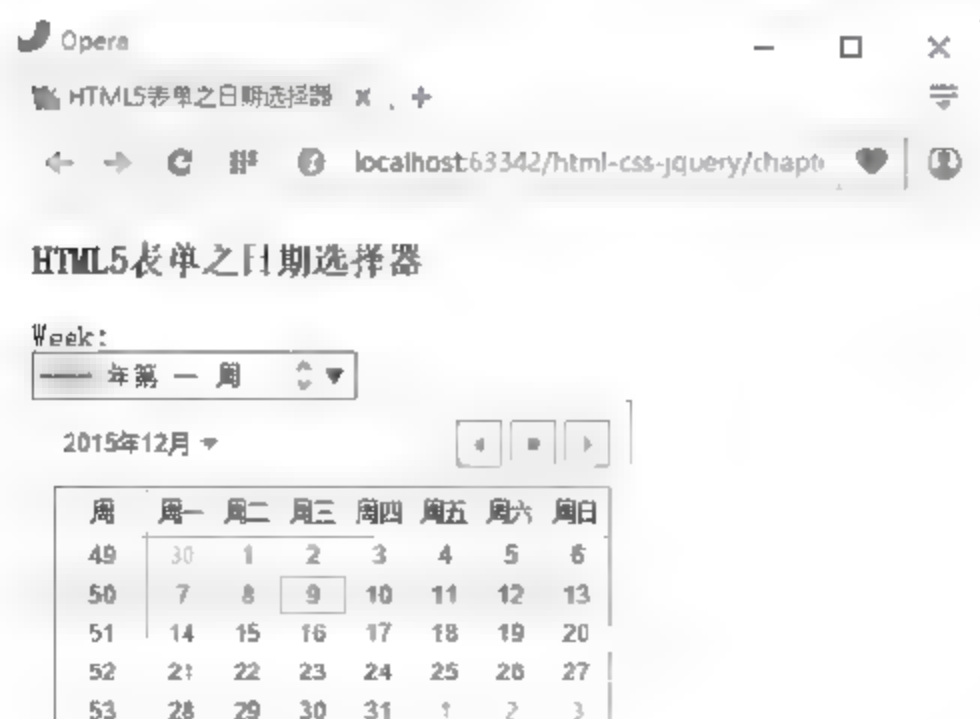 Opera
HTML5表单之日期选择器
localhost:63342/html-css-jquery/chapt
HTML5表单之日期选择器
Week:
---- 年第 -- 周
2015年12月
周 周一 周二 周三 周四 周五 周六 周日
49 30 1 2 3 4 5 6
50 7 8 9 10 11 12 13
51 14 15 16 17 18 19 20
52 21 22 23 24 25 26 27
53 28 29 30 31 1 2 3